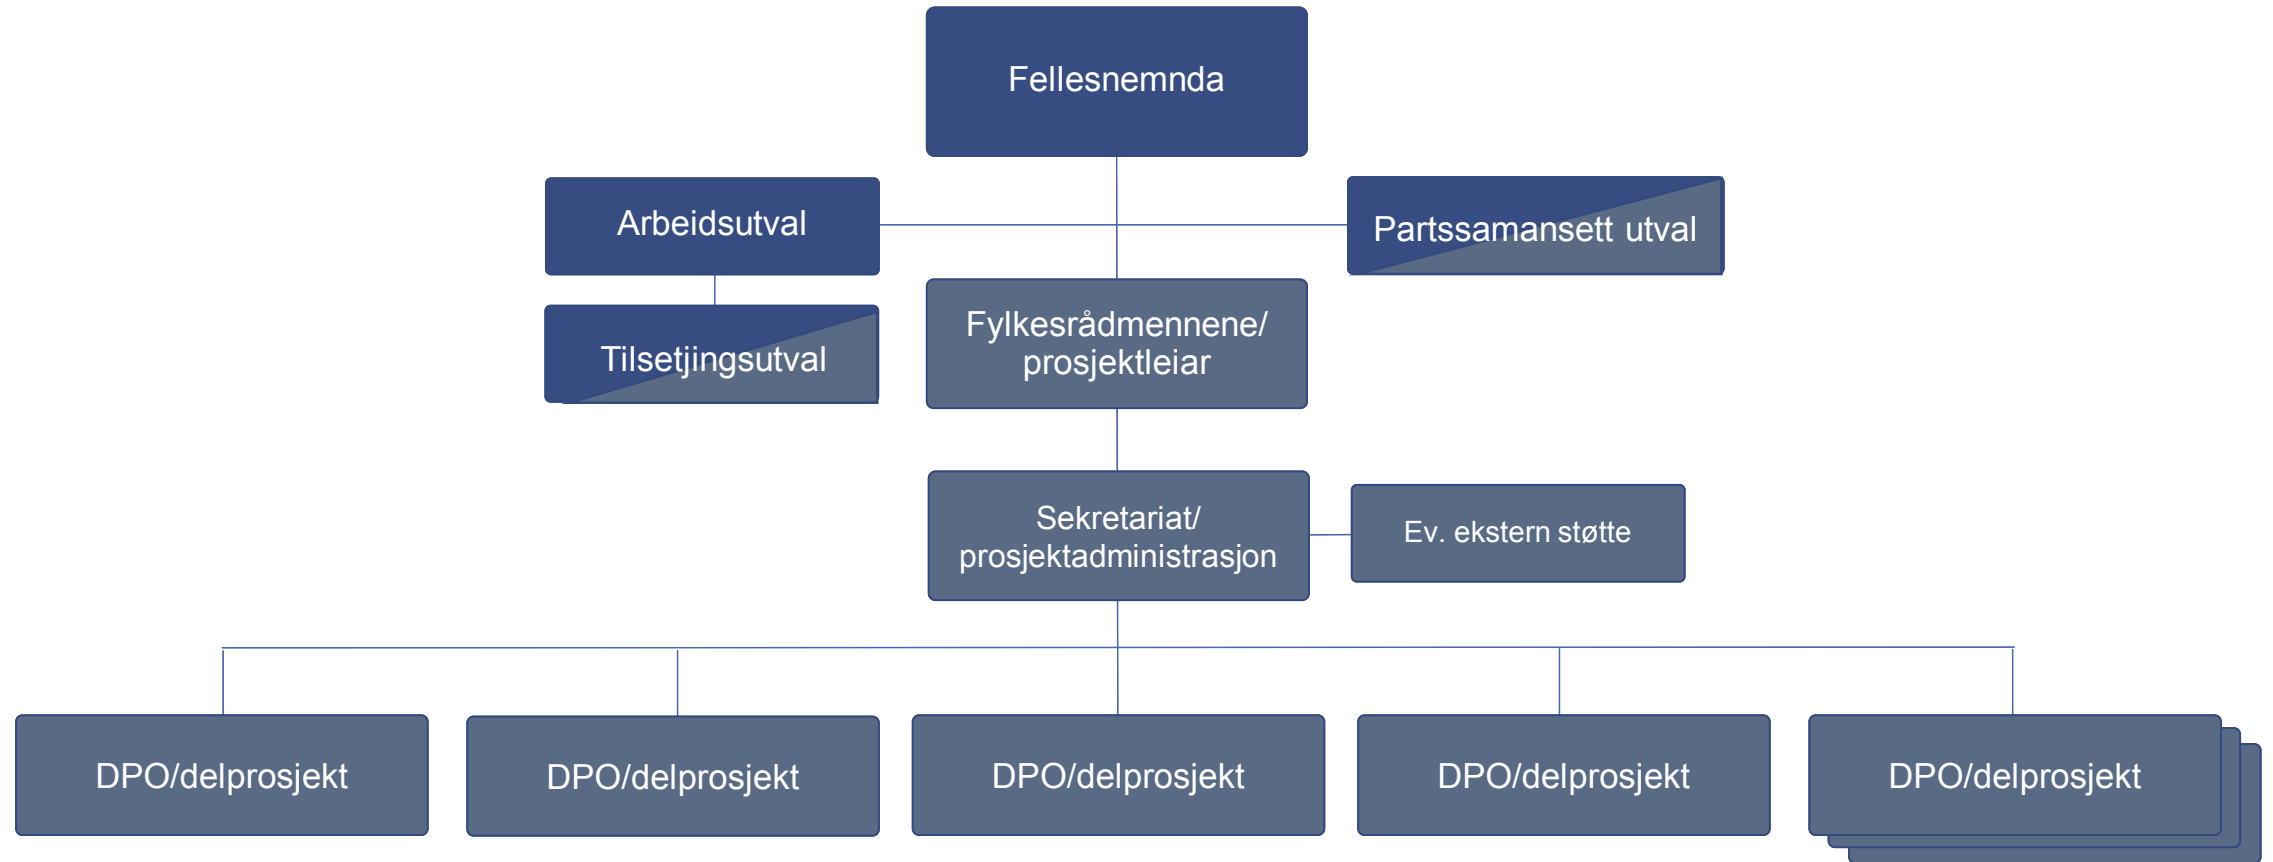 Fellesnemnda
Arbeidsutval
Partssamansett utval
Tilsetjingsutval
Fylkesrådmennene/
prosjektleiar
Sekretariat/
prosjektadministrasjon
Ev. ekstern støtte
DPO/delprosjekt
DPO/delprosjekt
DPO/delprosjekt
DPO/delprosjekt
DPO/delprosjekt